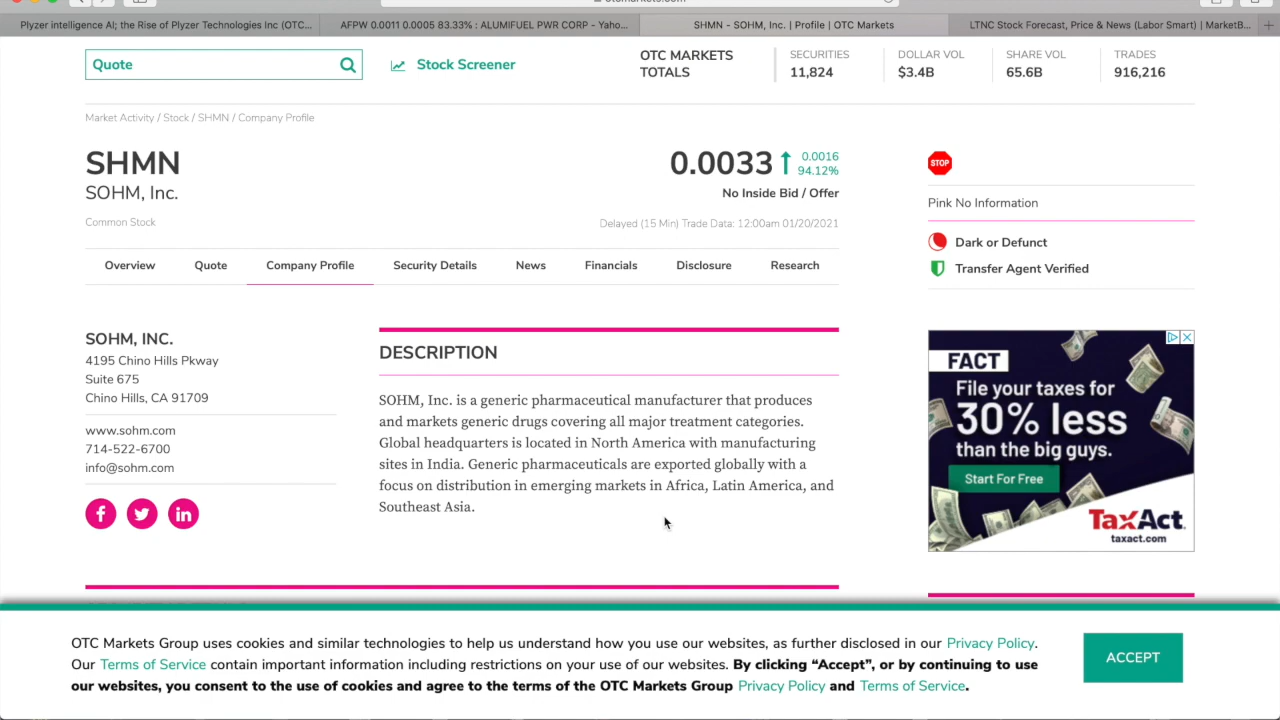 Plyzer intelligence AI; the Rise of Plyzer Technologies Inc (OTC...
AFPW 0.0011 0.0005 83.33% : ALUMIFUEL PWR CORP - Yaho...
SHMN - SOHM, Inc. | Profile | OTC Markets
LTNC Stock Forecast, Price & News (Labor Smart) | MarketB...
Quote
Stock Screener
OTC MARKETS
TOTALS
SECURITIES
11,824
DOLLAR VOL
$3.4B
SHARE VOL
65.6B
TRADES
916,216
Market Activity / Stock / SHMN / Company Profile
SHMN
SOHM, Inc.
Common Stock
0.0033
0.0016
94.12%
No Inside Bid / Offer
Delayed (15 Min) Trade Data: 12:00am 01/20/2021
STOP
Pink No Information
Dark or Defunct
Transfer Agent Verified
Overview Quote Company Profile Security Details News Financials Disclosure Research
SOHM, INC.
4195 Chino Hills Pkway
Suite 675
Chino Hills, CA 91709
www.sohm.com
714-522-6700
info@sohm.com
DESCRIPTION
SOHM, Inc. is a generic pharmaceutical manufacturer that produces
and markets generic drugs covering all major treatment categories.
Global headquarters is located in North America with manufacturing
sites in India. Generic pharmaceuticals are exported globally with a
focus on distribution in emerging markets in Africa, Latin America, and
Southeast Asia.
FACT
File your taxes for
30% less
than the big guys.
Start For Free
TaxAct.
taxact.com
OTC Markets Group uses cookies and similar technologies to help us understand how you use our websites, as further disclosed in our Privacy Policy.
Our Terms of Service contain important information including restrictions on your use of our websites. By clicking “Accept”, or by continuing to use
our websites, you consent to the use of cookies and agree to the terms of the OTC Markets Group Privacy Policy and Terms of Service.
ACCEPT